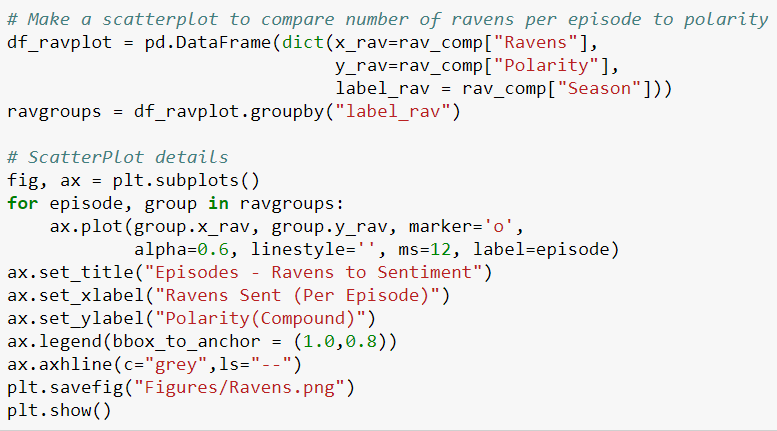 # Make a scatterplot to compare number of ravens per episode to polarity
df_ravplot = pd.DataFrame(dict(x_rav=rav_comp["Ravens"],
                               y_rav=rav_comp["Polarity"],
                               label_rav = rav_comp["Season"]))
ravgroups = df_ravplot.groupby("label_rav")

# ScatterPlot details
fig, ax = plt.subplots()
for episode, group in ravgroups:
    ax.plot(group.x_rav, group.y_rav, marker='o',
            alpha=0.6, linestyle='', ms=12, label=episode)
ax.set_title("Episodes - Ravens to Sentiment")
ax.set_xlabel("Ravens Sent (Per Episode)")
ax.set_ylabel("Polarity(Compound)")
ax.legend(bbox_to_anchor = (1.0,0.8))
ax.axhline(c="grey",ls="--")
plt.savefig("Figures/Ravens.png")
plt.show()